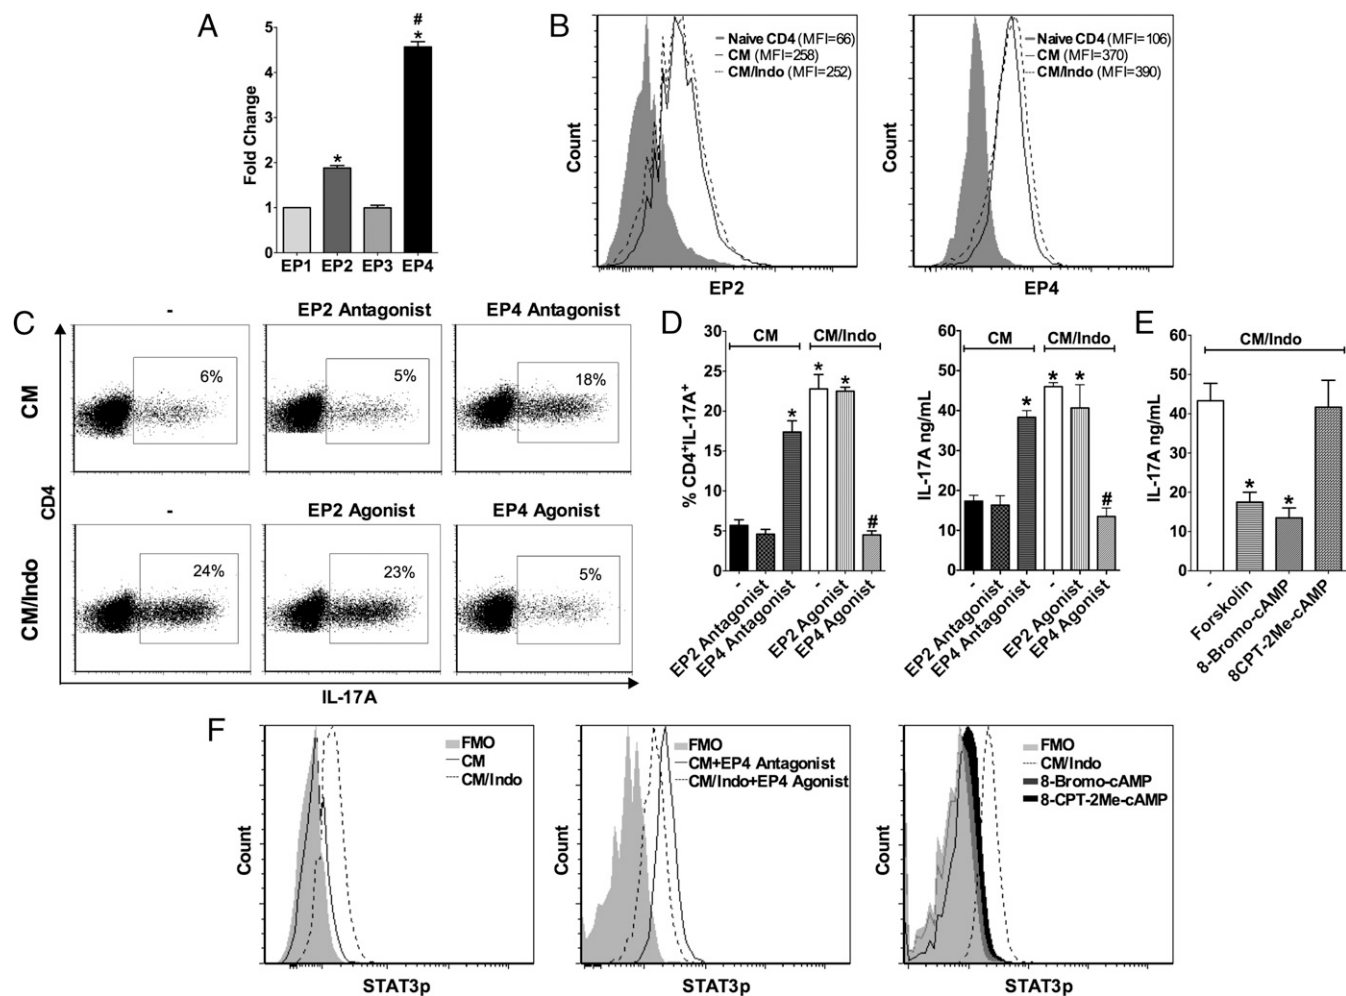 A
Fold Change
5
4
3
2
1
0
*
#
*
EP1 EP2 EP3 EP4
B
Count
Naive CD4 (MFI=66)
CM (MFI=258)
CM/Indo (MFI=252)
EP2
Count
Naive CD4 (MFI=106)
CM (MFI=370)
CM/Indo (MFI=390)
EP4
C
- EP2 Antagonist EP4 Antagonist
CM
6%
5%
18%
CD4
- EP2 Agonist EP4 Agonist
CM/Indo
24%
23%
5%
IL-17A
D
% CD4+IL-17A+
30
25
20
15
10
5
0
CM
CM/Indo
*
*
*
#
-
EP2 Antagonist
EP4 Antagonist
-
EP2 Agonist
EP4 Agonist
IL-17A ng/mL
60
50
40
30
20
10
0
CM
CM/Indo
*
*
*
#
-
EP2 Antagonist
EP4 Antagonist
-
EP2 Agonist
EP4 Agonist
E
IL-17A ng/mL
60
50
40
30
20
10
0
CM/Indo
*
*
-
Forskolin
8-Bromo-cAMP
8CPT-2Me-cAMP
F
Count
FMO
CM
CM/Indo
STAT3p
Count
FMO
CM+EP4 Antagonist
CM/Indo+EP4 Agonist
STAT3p
Count
FMO
CM/Indo
8-Bromo-cAMP
8-CPT-2Me-cAMP
STAT3p